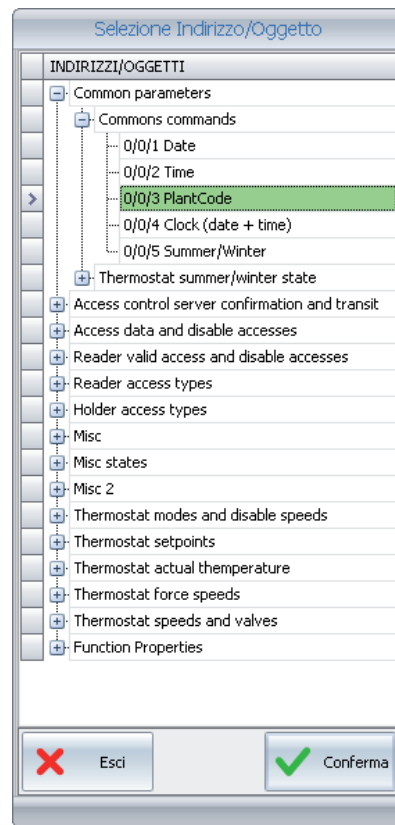 Selezione Indirizzo/Oggetto
INDIRIZZI/OGGETTI
Common parameters
Commons commands
0/0/1 Date
0/0/2 Time
0/0/3 PlantCode
0/0/4 Clock (date + time)
0/0/5 Summer/Winter
Thermostat summer/winter state
Access control server confirmation and transit
Access data and disable accesses
Reader valid access and disable accesses
Reader access types
Holder access types
Misc
Misc states
Misc 2
Thermostat modes and disable speeds
Thermostat setpoints
Thermostat actual themperature
Thermostat force speeds
Thermostat speeds and valves
Function Properties
Esci
Conferma